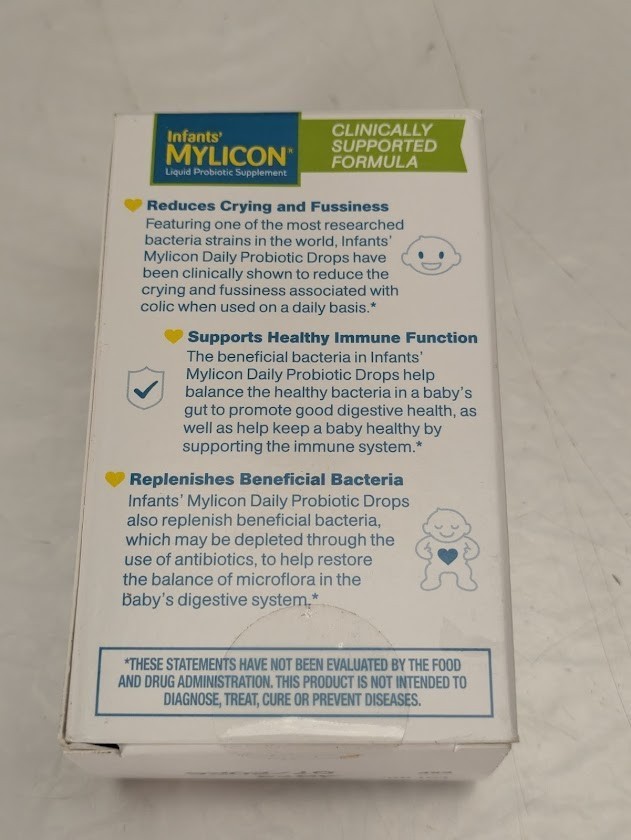 Infants'
MYLICON®
Liquid Probiotic Supplement
CLINICALLY
SUPPORTED
FORMULA
Reduces Crying and Fussiness
Featuring one of the most researched
bacteria strains in the world, Infants'
Mylicon Daily Probiotic Drops have
been clinically shown to reduce the
crying and fussiness associated with
colic when used on a daily basis.*
Supports Healthy Immune Function
The beneficial bacteria in Infants'
Mylicon Daily Probiotic Drops help
balance the healthy bacteria in a baby's
gut to promote good digestive health, as
well as help keep a baby healthy by
supporting the immune system.*
Replenishes Beneficial Bacteria
Infants' Mylicon Daily Probiotic Drops
also replenish beneficial bacteria,
which may be depleted through the
use of antibiotics, to help restore
the balance of microflora in the
baby's digestive system.*
*THESE STATEMENTS HAVE NOT BEEN EVALUATED BY THE FOOD
AND DRUG ADMINISTRATION. THIS PRODUCT IS NOT INTENDED TO
DIAGNOSE, TREAT, CURE OR PREVENT DISEASES.